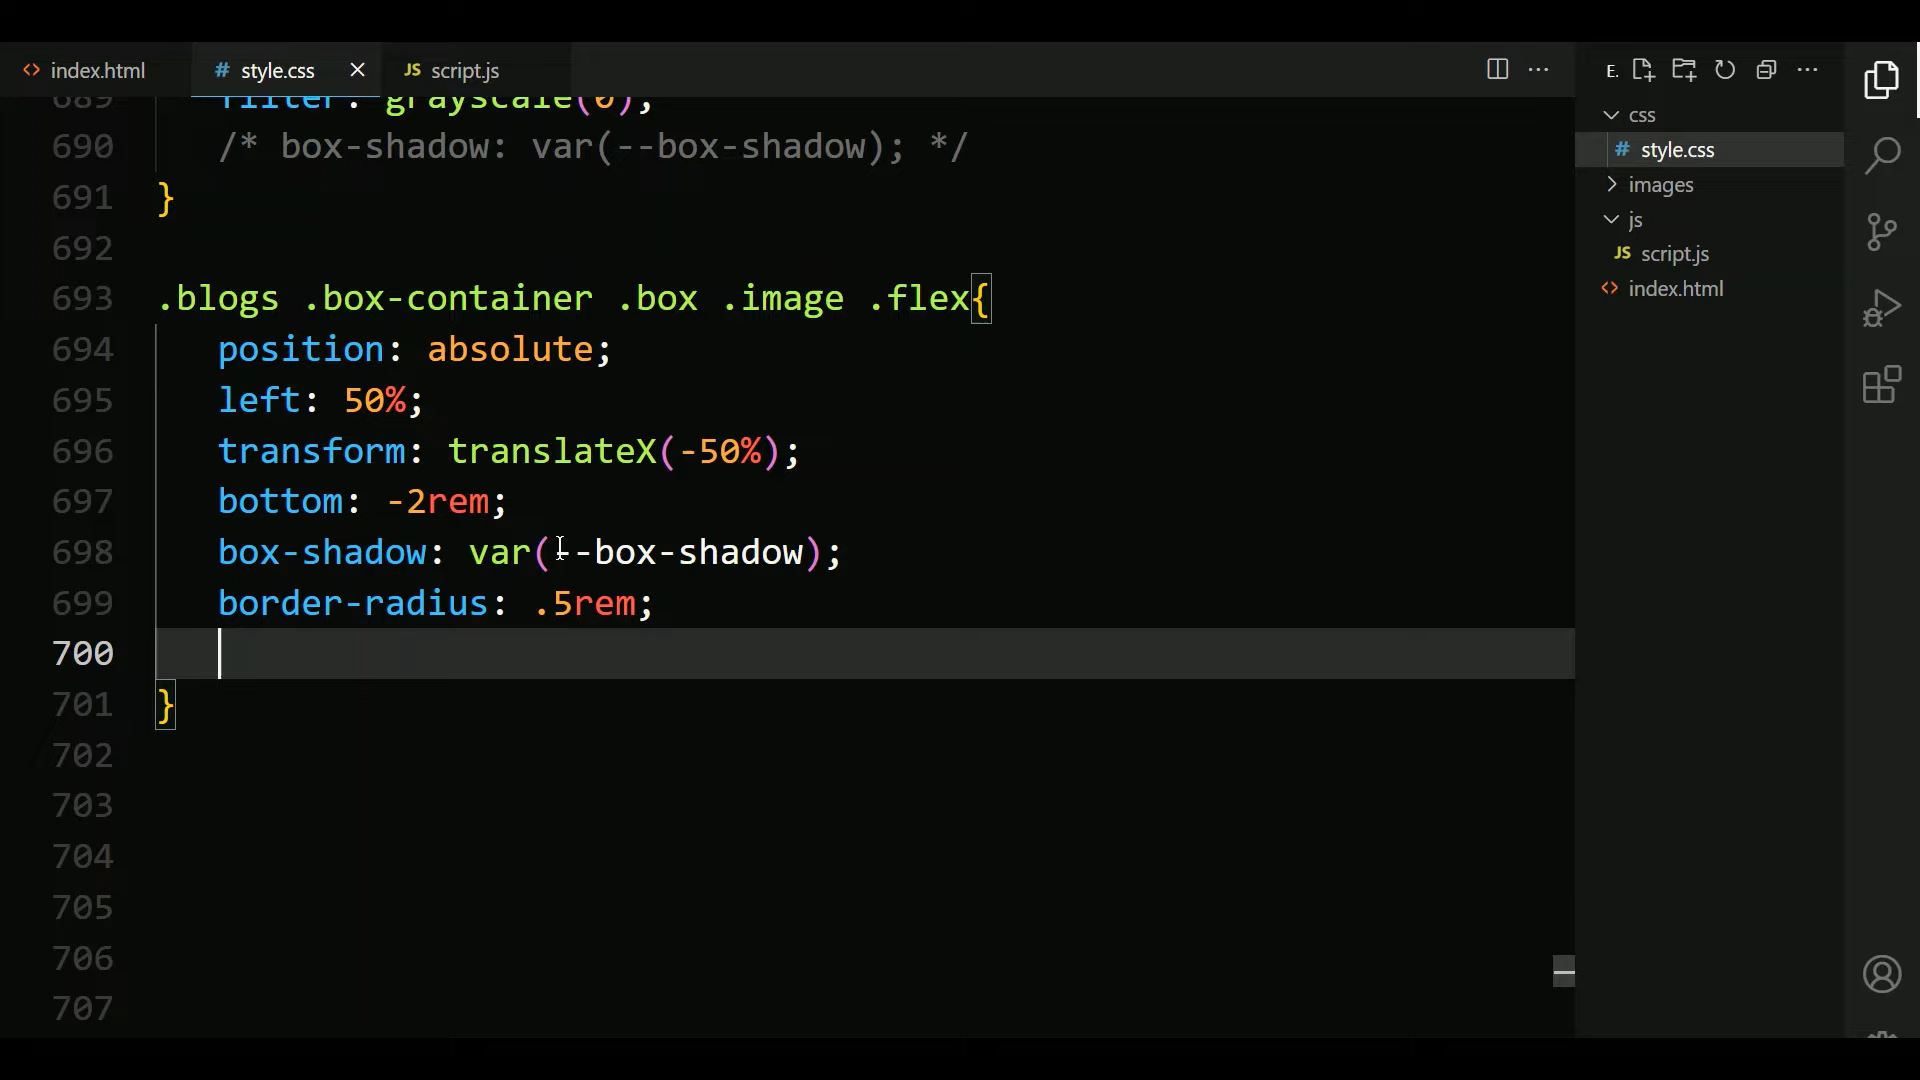 index.html
style.css
JS script.js
E.
689 filter: grayscale(0);
690 /* box-shadow: var(--box-shadow); */
691 }
692
693 .blogs .box-container .box .image .flex{
694 position: absolute;
695 left: 50%;
696 transform: translateX(-50%);
697 bottom: -2rem;
698 box-shadow: var(--box-shadow);
699 border-radius: .5rem;
700
701 }
702
703
704
705
706
707
css
# style.css
images
js
JS script.js
index.html